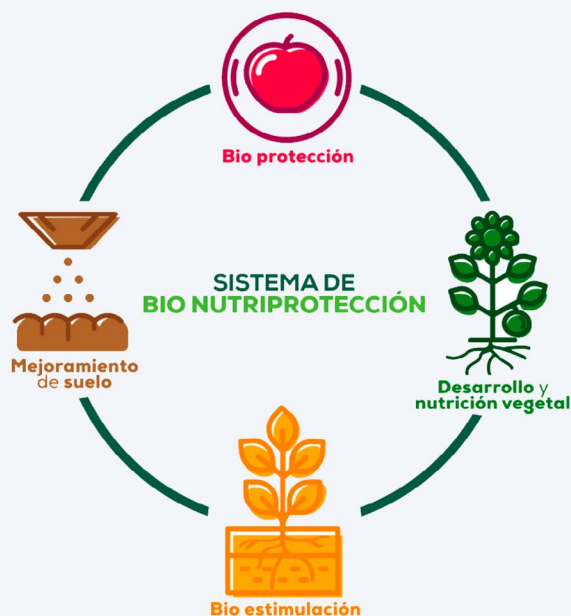 Bio protección
SISTEMA DE
BIO NUTRIPROTECCIÓN
Mejoramiento
de suelo
Desarrollo y
nutrición vegetal
Bio estimulación